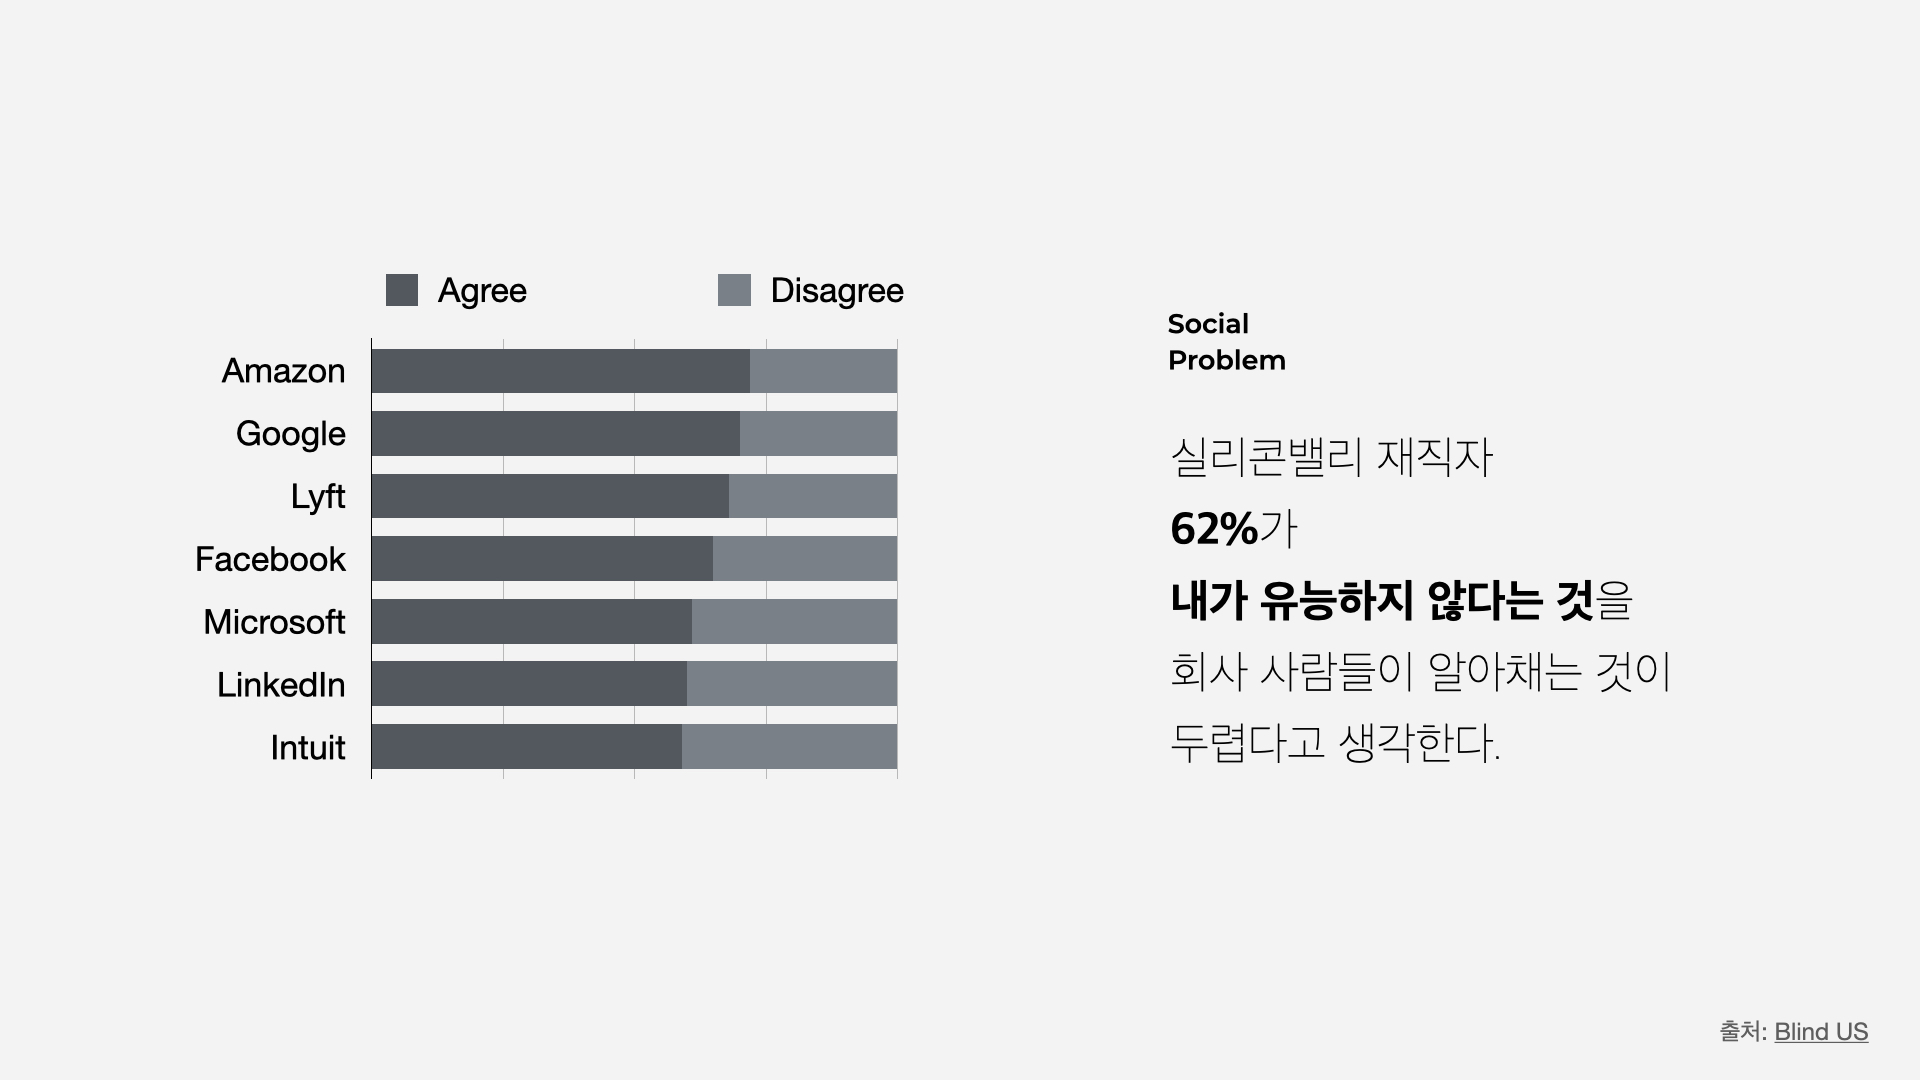 Agree
Disagree
Amazon
Google
Lyft
Facebook
Microsoft
LinkedIn
Intuit
Social
Problem
실리콘밸리 재직자
62%가
내가 유능하지 않다는 것을
회사 사람들이 알아채는 것이
두렵다고 생각한다.
출처: Blind US